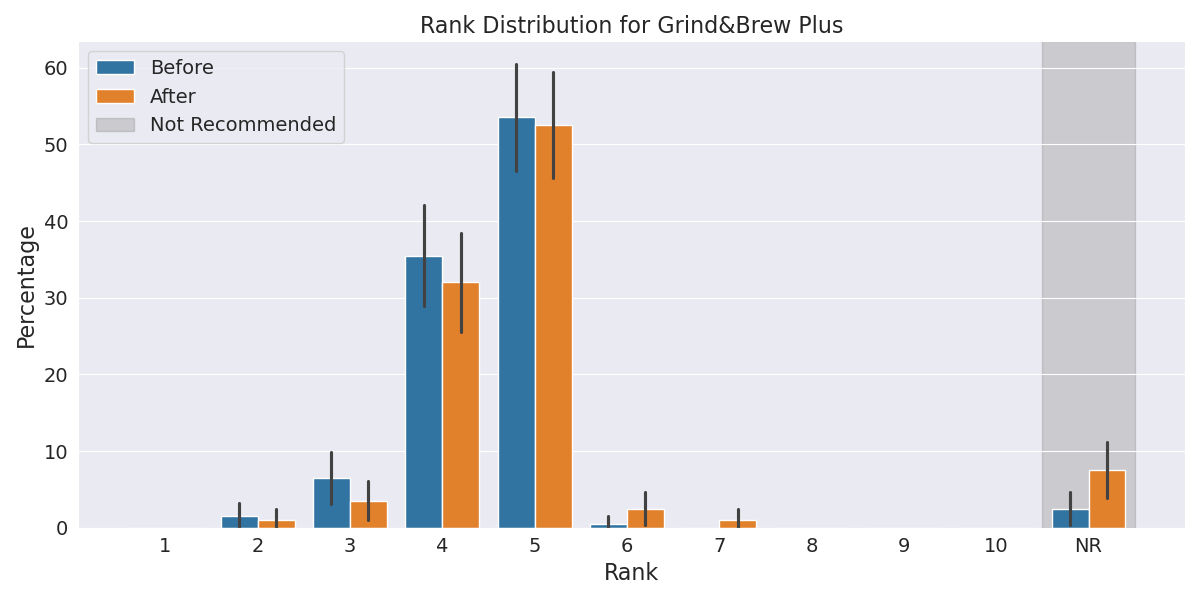 Rank Distribution for Grind&Brew Plus
Before
After
Not Recommended
60
50
40
30
20
10
0
Percentage
1 2 3 4 5 6 7 8 9 10 NR
Rank